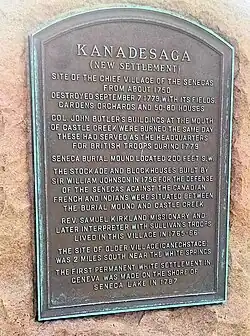 KANADESAGA
(NEW SETTLEMENT)
SITE OF THE CHIEF VILLAGE OF THE SENECAS
FROM ABOUT 1750
DESTROYED SEPTEMBER 7, 1779, WITH ITS FIELDS,
GARDENS, ORCHARDS AND 50-80 HOUSES
COL. JOHN BUTLER'S BUILDINGS AT THE MOUTH
OF CASTLE CREEK WERE BURNED THE SAME DAY
THESE HAD SERVED AS THE HEADQUARTERS
FOR BRITISH TROOPS DURING 1779
SENECA BURIAL MOUND LOCATED 200 FEET S.W.
THE STOCKADE AND BLOCKHOUSES BUILT BY
SIR WILLIAM JOHNSON IN 1756 FOR THE DEFENSE
OF THE SENECAS AGAINST THE CANADIAN
FRENCH AND INDIANS WERE SITUATED BETWEEN
THE BURIAL MOUND AND CASTLE CREEK
REV. SAMUEL KIRKLAND MISSIONARY AND
LATER INTERPRETER WITH SULLIVAN'S TROOPS
LIVED IN THIS VILLAGE IN 1765-66
THE SITE OF OLDER VILLAGE (GANECHSTAGE)
WAS 2 MILES SOUTH NEAR THE WHITE SPRINGS
THE FIRST PERMANENT WHITE SETTLEMENT IN
GENEVA WAS MADE ON THE SHORE OF
SENECA LAKE IN 1787